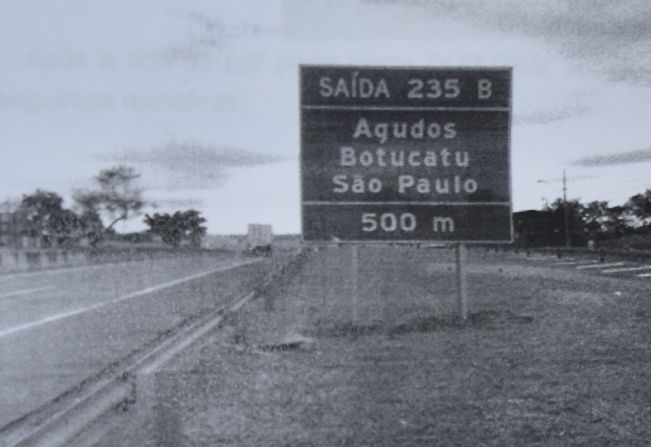 SAÍDA 235 B
Agudos
Botucatu
São Paulo
500 m